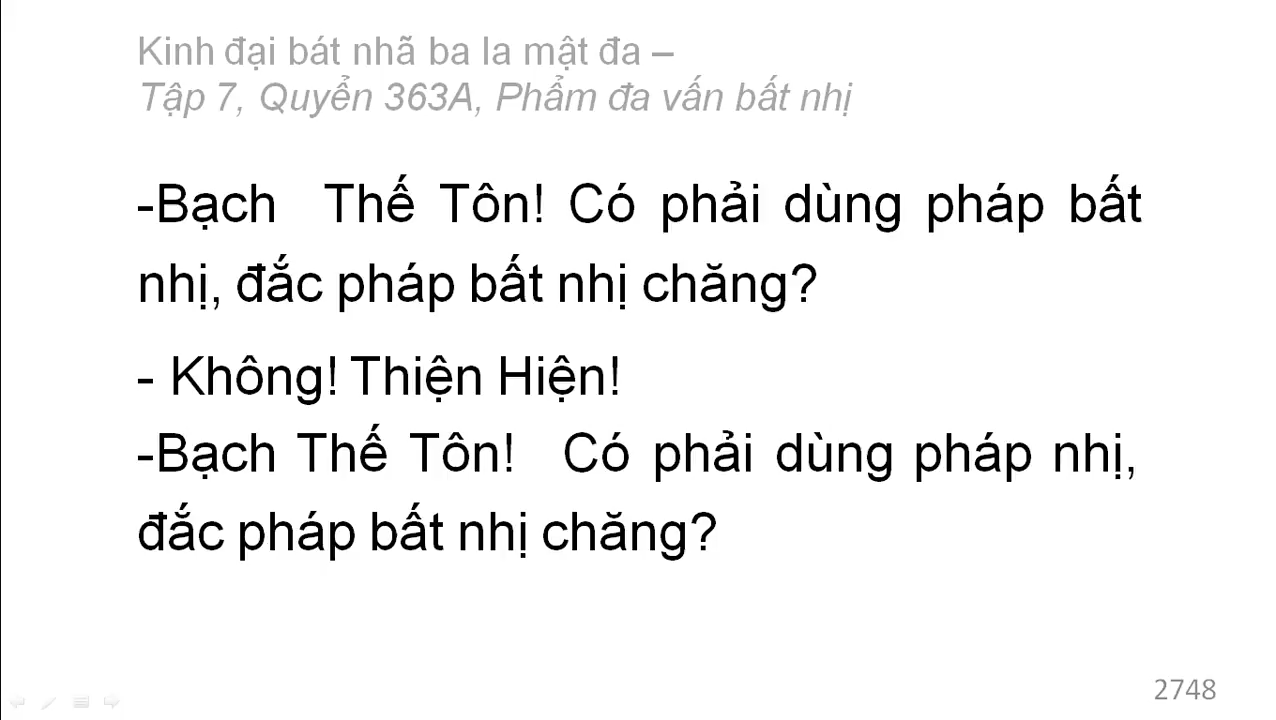 Kinh đại bát nhã ba la mật đa –
Tập 7, Quyển 363A, Phẩm đa vấn bất nhị
-Bạch Thế Tôn! Có phải dùng pháp bất
nhị, đắc pháp bất nhị chăng?
- Không! Thiện Hiện!
-Bạch Thế Tôn! Có phải dùng pháp nhị,
đắc pháp bất nhị chăng?
2748